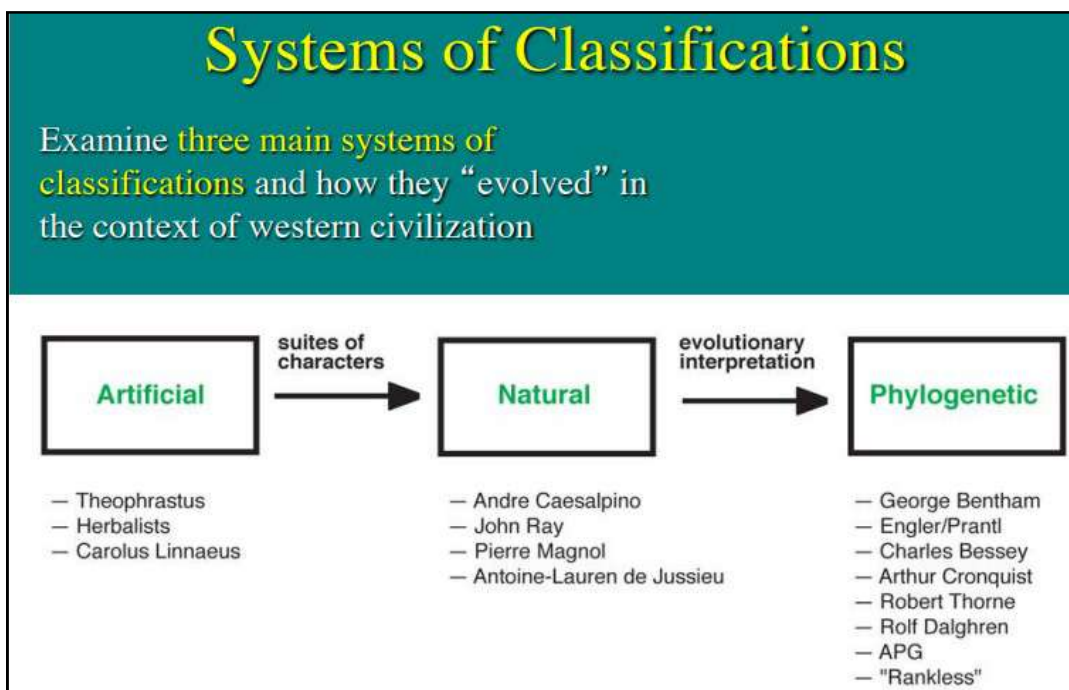 Systems of Classifications
Examine three main systems of
classifications and how they “evolved” in
the context of western civilization
suites of
characters
evolutionary
interpretation
Artificial
Natural
Phylogenetic
— Theophrastus
— Herbalists
— Carolus Linnaeus
— Andre Caesalpino
— John Ray
— Pierre Magnol
— Antoine-Lauren de Jussieu
— George Bentham
— Engler/Prantl
— Charles Bessey
— Arthur Cronquist
— Robert Thorne
— Rolf Dalghren
— APG
— "Rankless"